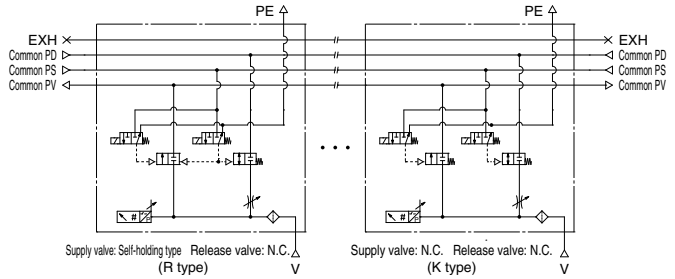 PE PE
EXH EXH
Common PD Common PD
Common PS Common PS
Common PV Common PV
# #
Supply valve: Self-holding type Release valve: N.C. Supply valve: N.C. Release valve: N.C.
(R type) V (K type) V